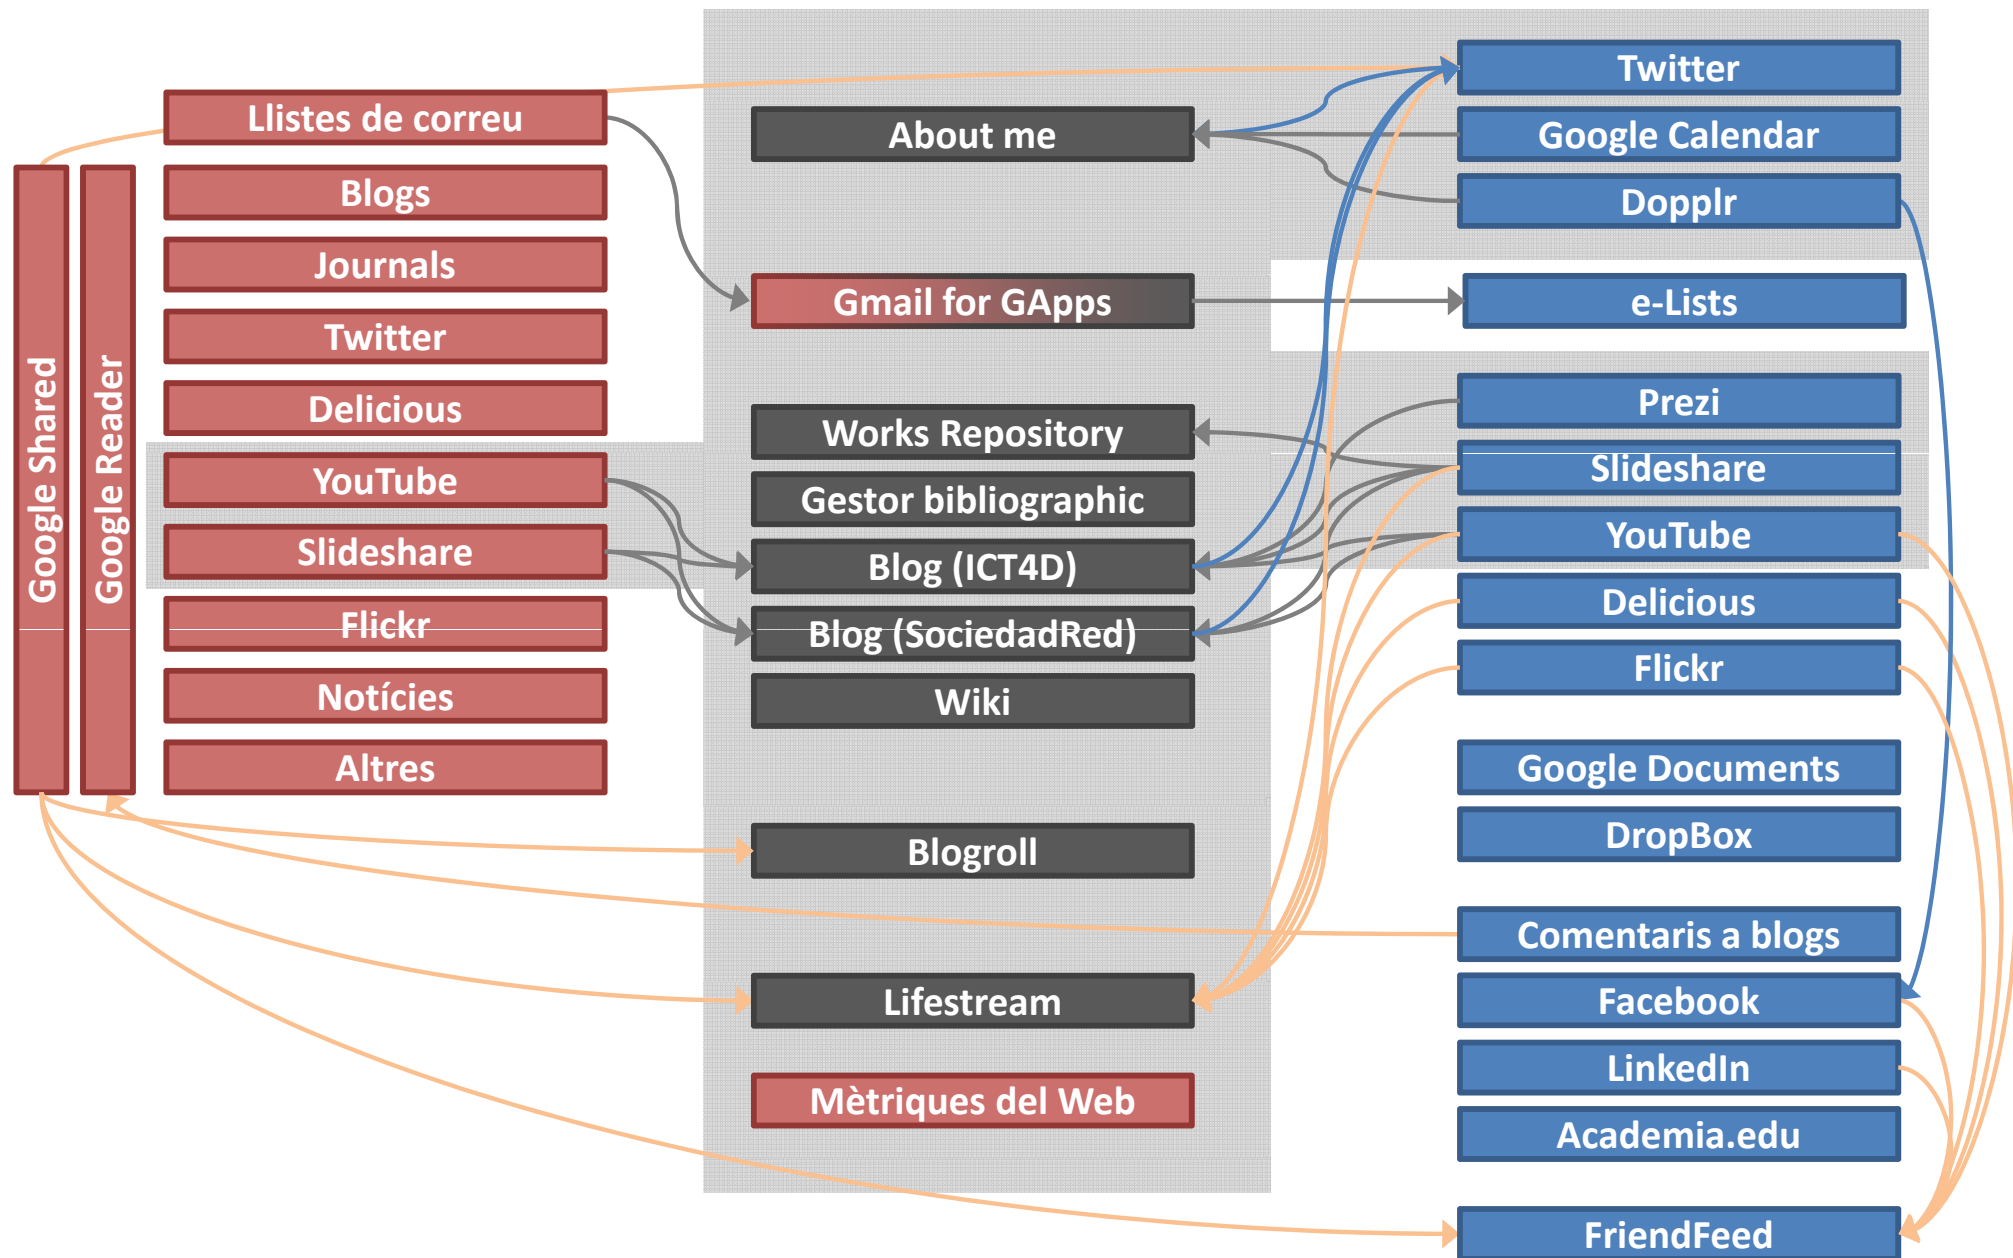 Google Shared
Google Reader
Llistes de correu
Blogs
Journals
Twitter
Delicious
YouTube
Slideshare
Flickr
Notícies
Altres
About me
Gmail for GApps
Works Repository
Gestor bibliographic
Blog (ICT4D)
Blog (SociedadRed)
Wiki
Blogroll
Lifestream
Mètriques del Web
Twitter
Google Calendar
Dopplr
e-Lists
Prezi
Slideshare
YouTube
Delicious
Flickr
Google Documents
DropBox
Comentaris a blogs
Facebook
LinkedIn
Academia.edu
FriendFeed